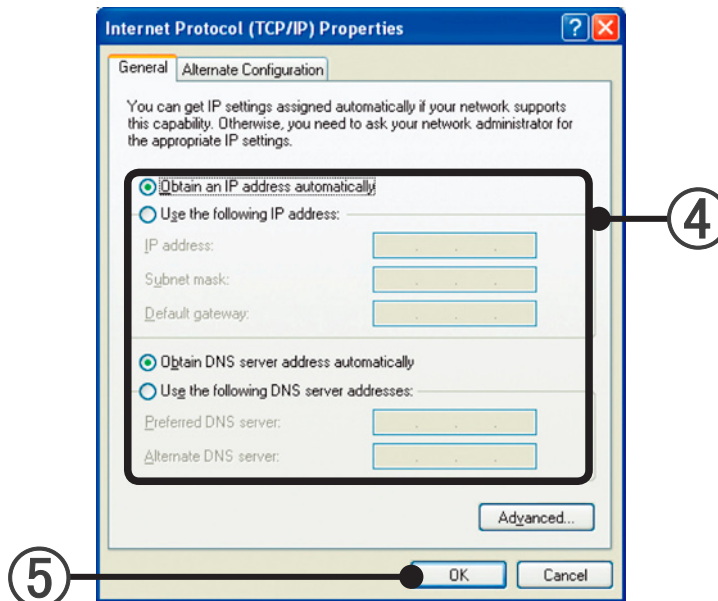 Internet Protocol (TCP/IP) Properties
General
Alternate Configuration
You can get IP settings assigned automatically if your network supports
this capability. Otherwise, you need to ask your network administrator for
the appropriate IP settings.
Obtain an IP address automatically
Use the following IP address:
④
IP address:
Subnet mask:
Default gateway:
Obtain DNS server address automatically
Use the following DNS server addresses:
Preferred DNS server:
Alternate DNS server:
Advanced...
⑤
OK
Cancel